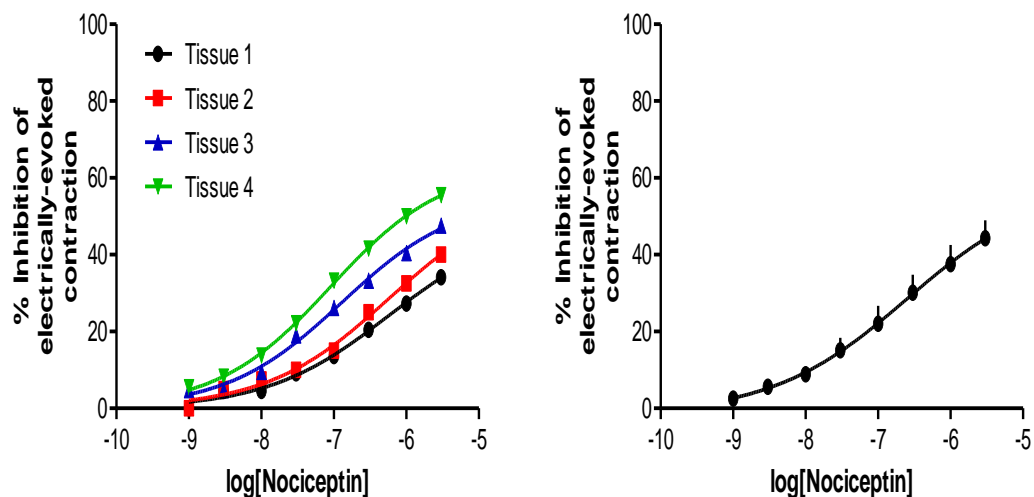 % Inhibition of
electrically-evoked
contraction
100
80
60
40
20
0
Tissue 1
Tissue 2
Tissue 3
Tissue 4
-10 -9 -8 -7 -6 -5
log[Nociceptin]
% Inhibition of
electrically-evoked
contraction
100
80
60
40
20
0
-10 -9 -8 -7 -6 -5
log[Nociceptin]